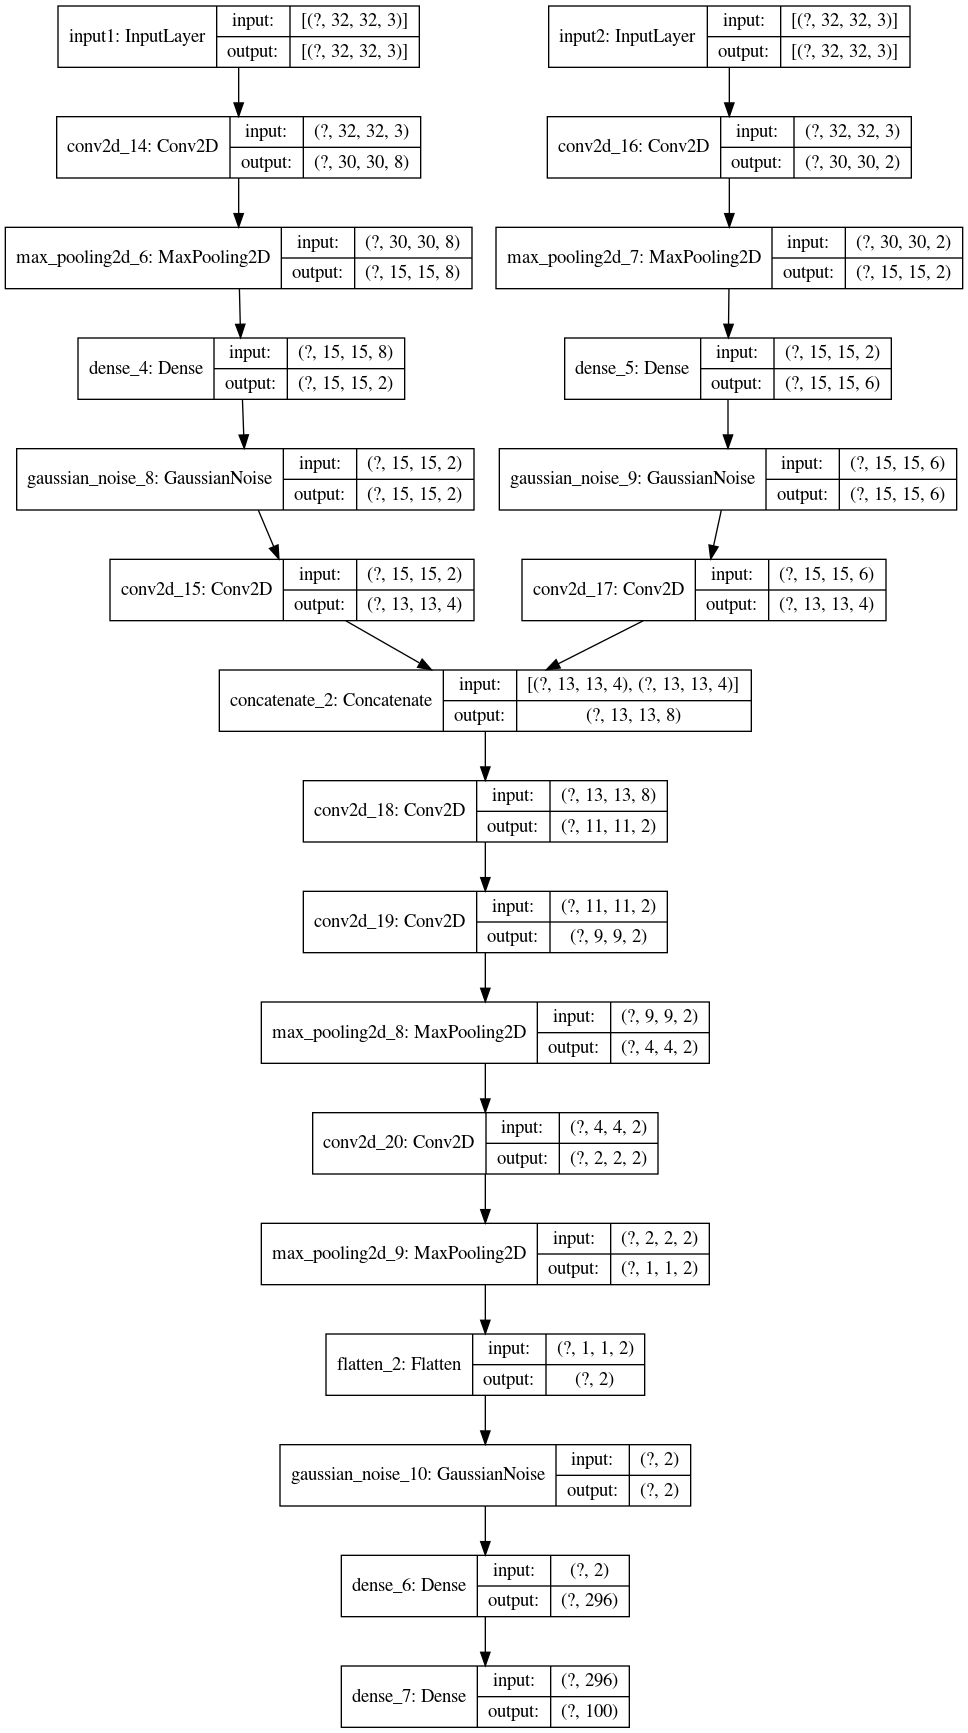 input1: InputLayer
input: [(?, 32, 32, 3)]
output: [(?, 32, 32, 3)]
input2: InputLayer
input: [(?, 32, 32, 3)]
output: [(?, 32, 32, 3)]
conv2d_14: Conv2D
input: (?, 32, 32, 3)
output: (?, 30, 30, 8)
conv2d_16: Conv2D
input: (?, 32, 32, 3)
output: (?, 30, 30, 2)
max_pooling2d_6: MaxPooling2D
input: (?, 30, 30, 8)
output: (?, 15, 15, 8)
max_pooling2d_7: MaxPooling2D
input: (?, 30, 30, 2)
output: (?, 15, 15, 2)
dense_4: Dense
input: (?, 15, 15, 8)
output: (?, 15, 15, 2)
dense_5: Dense
input: (?, 15, 15, 2)
output: (?, 15, 15, 6)
gaussian_noise_8: GaussianNoise
input: (?, 15, 15, 2)
output: (?, 15, 15, 2)
gaussian_noise_9: GaussianNoise
input: (?, 15, 15, 6)
output: (?, 15, 15, 6)
conv2d_15: Conv2D
input: (?, 15, 15, 2)
output: (?, 13, 13, 4)
conv2d_17: Conv2D
input: (?, 15, 15, 6)
output: (?, 13, 13, 4)
concatenate_2: Concatenate
input: [(?, 13, 13, 4), (?, 13, 13, 4)]
output: (?, 13, 13, 8)
conv2d_18: Conv2D
input: (?, 13, 13, 8)
output: (?, 11, 11, 2)
conv2d_19: Conv2D
input: (?, 11, 11, 2)
output: (?, 9, 9, 2)
max_pooling2d_8: MaxPooling2D
input: (?, 9, 9, 2)
output: (?, 4, 4, 2)
conv2d_20: Conv2D
input: (?, 4, 4, 2)
output: (?, 2, 2, 2)
max_pooling2d_9: MaxPooling2D
input: (?, 2, 2, 2)
output: (?, 1, 1, 2)
flatten_2: Flatten
input: (?, 1, 1, 2)
output: (?, 2)
gaussian_noise_10: GaussianNoise
input: (?, 2)
output: (?, 2)
dense_6: Dense
input: (?, 2)
output: (?, 296)
dense_7: Dense
input: (?, 296)
output: (?, 100)